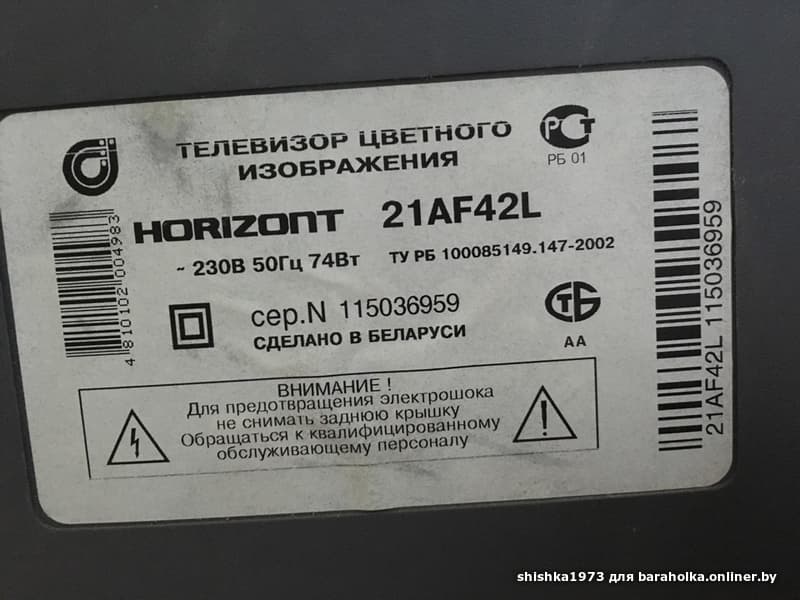 ТЕЛЕВИЗОР ЦВЕТНОГО
ИЗОБРАЖЕНИЯ
РСТ
РБ 01
HORIZONT 21AF42L
~ 230В 50Гц 74Вт ТУ РБ 100085149.147-2002
сер.N 115036959
СДЕЛАНО В БЕЛАРУСИ
СТБ
АА
4 810102 004983
21AF42L 115036959
ВНИМАНИЕ !
Для предотвращения электрошока
не снимать заднюю крышку
Обращаться к квалифицированному
обслуживающему персоналу
shishka1973 для baraholka.onliner.by